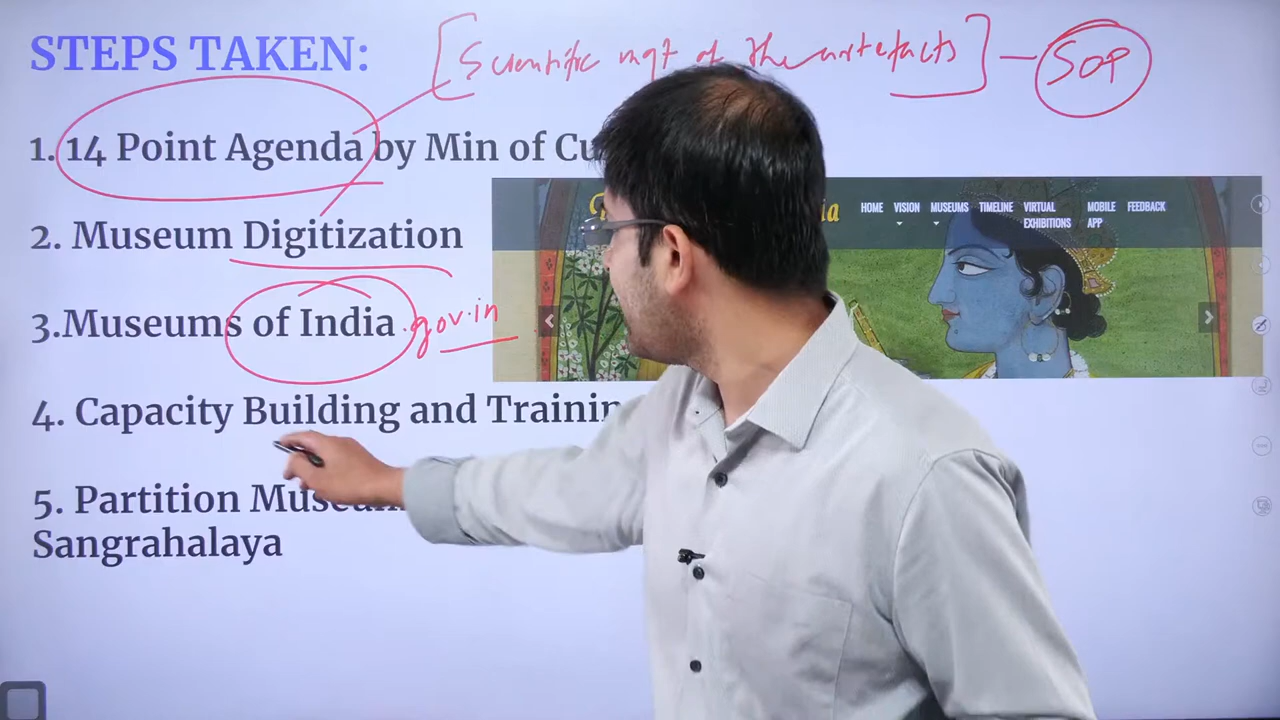 STEPS TAKEN: [Scientific mgt of the artefacts] — SOP
1. 14 Point Agenda by Min of Cu
2. Museum Digitization
HOME VISION MUSEUMS TIMELINE VIRTUAL EXHIBITIONS MOBILE APP FEEDBACK
3.Museums of India .gov.in
4. Capacity Building and Trainin
5. Partition Museum
Sangrahalaya